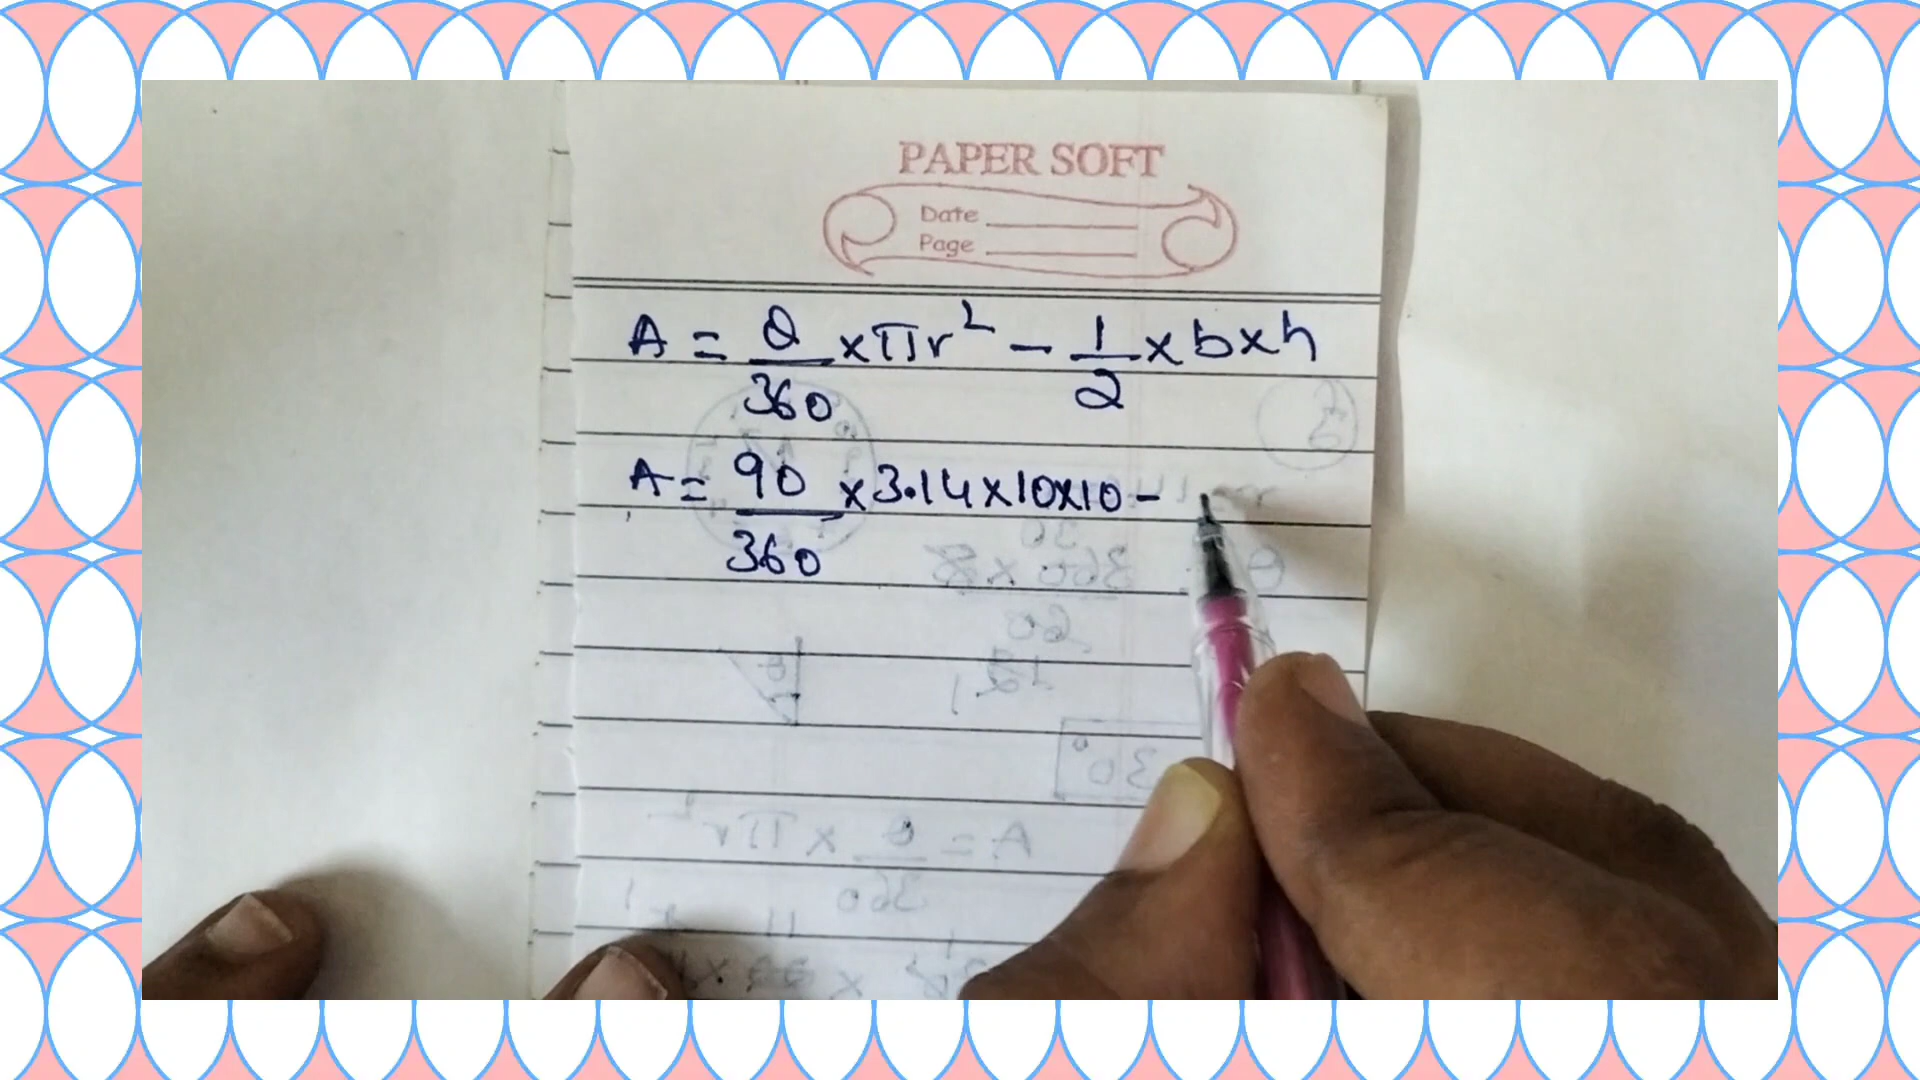 PAPER SOFT
Date
Page
A = θ/360 × πr² - 1/2 × b × h
A = 90/360 × 3.14 × 10 × 10 -